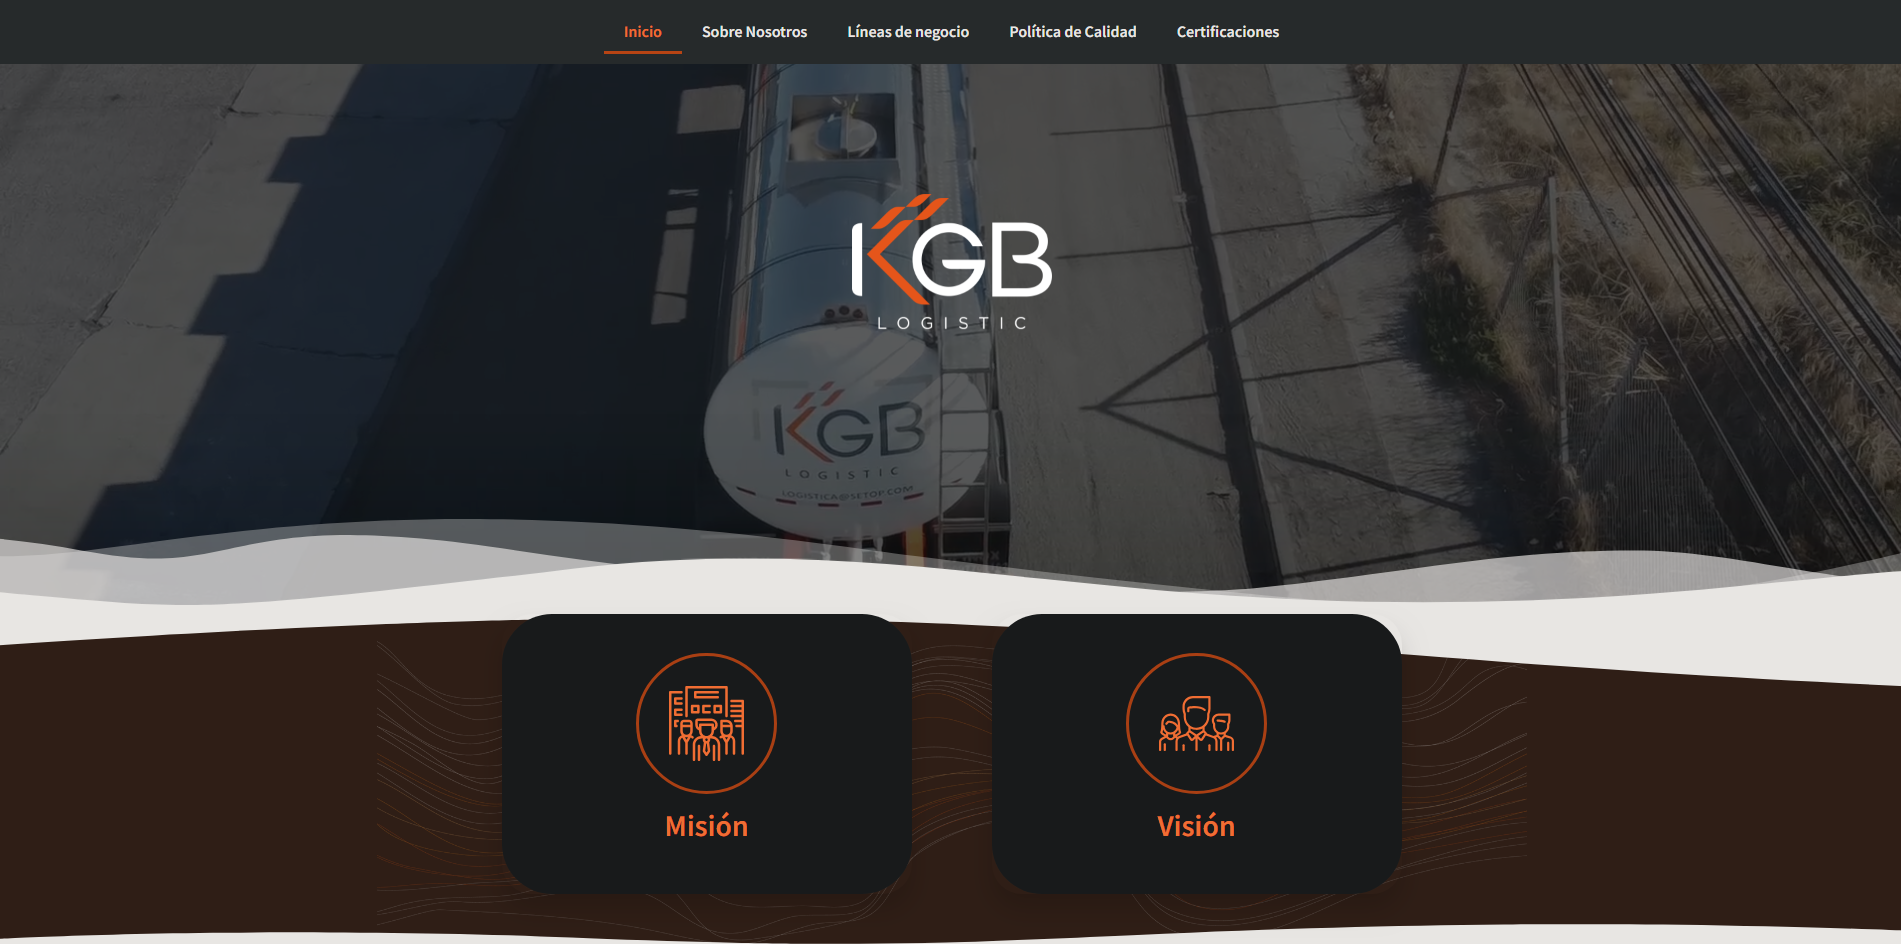 Inicio
Sobre Nosotros
Líneas de negocio
Política de Calidad
Certificaciones
KGB
LOGISTIC
KGB
LOGISTIC
LOGISTICA@SETOP.COM
Misión
Visión